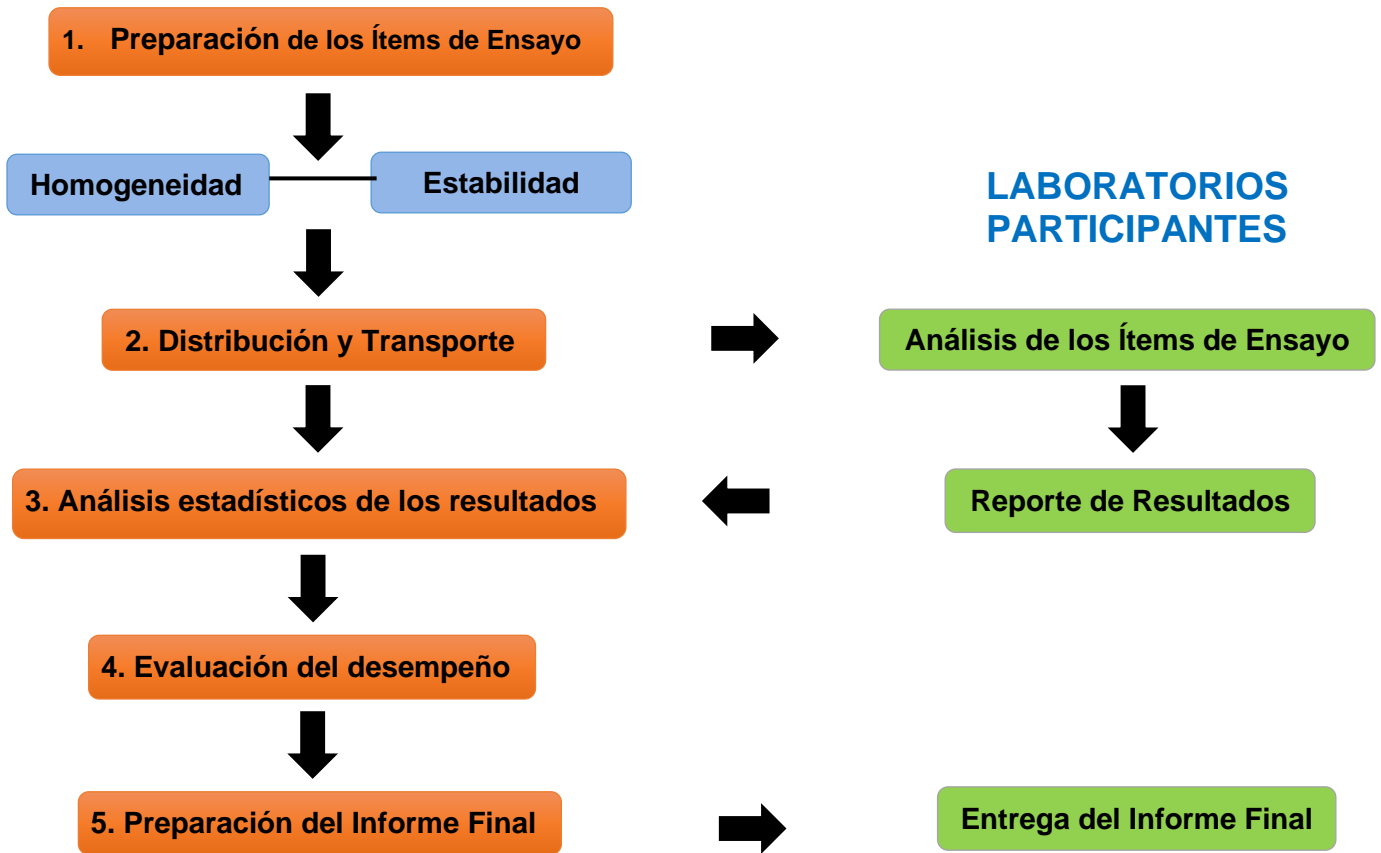 1. Preparación de los Ítems de Ensayo
Homogeneidad
Estabilidad
LABORATORIOS
PARTICIPANTES
2. Distribución y Transporte
Análisis de los Ítems de Ensayo
3. Análisis estadísticos de los resultados
Reporte de Resultados
4. Evaluación del desempeño
5. Preparación del Informe Final
Entrega del Informe Final